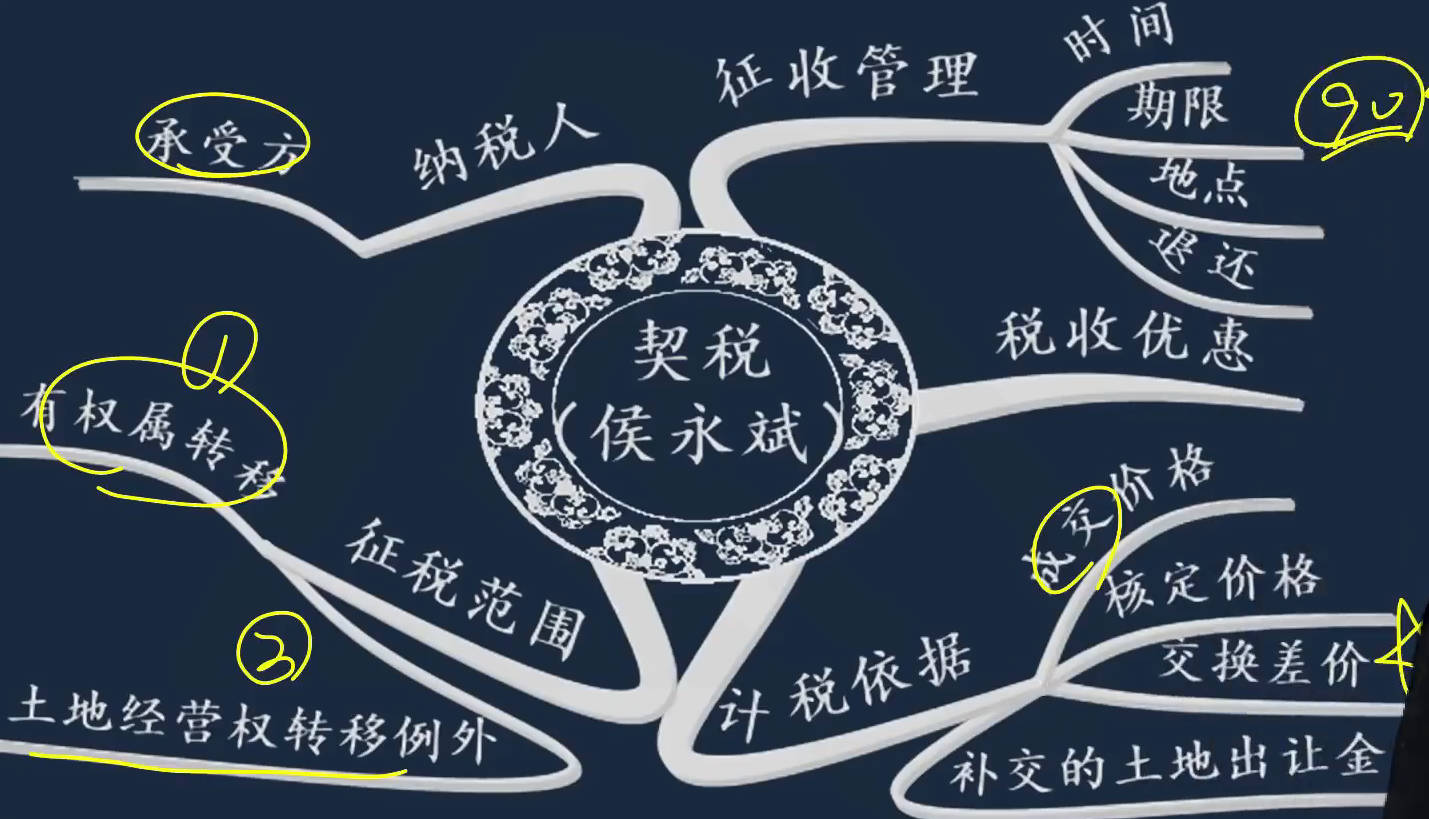 契税
(侯永斌)
纳税人
承受方
征税范围
①
有权属转移
②
土地经营权转移例外
计税依据
成交价格
核定价格
交换差价
补交的土地出让金
税收优惠
征收管理
时间
期限
90
地点
退还